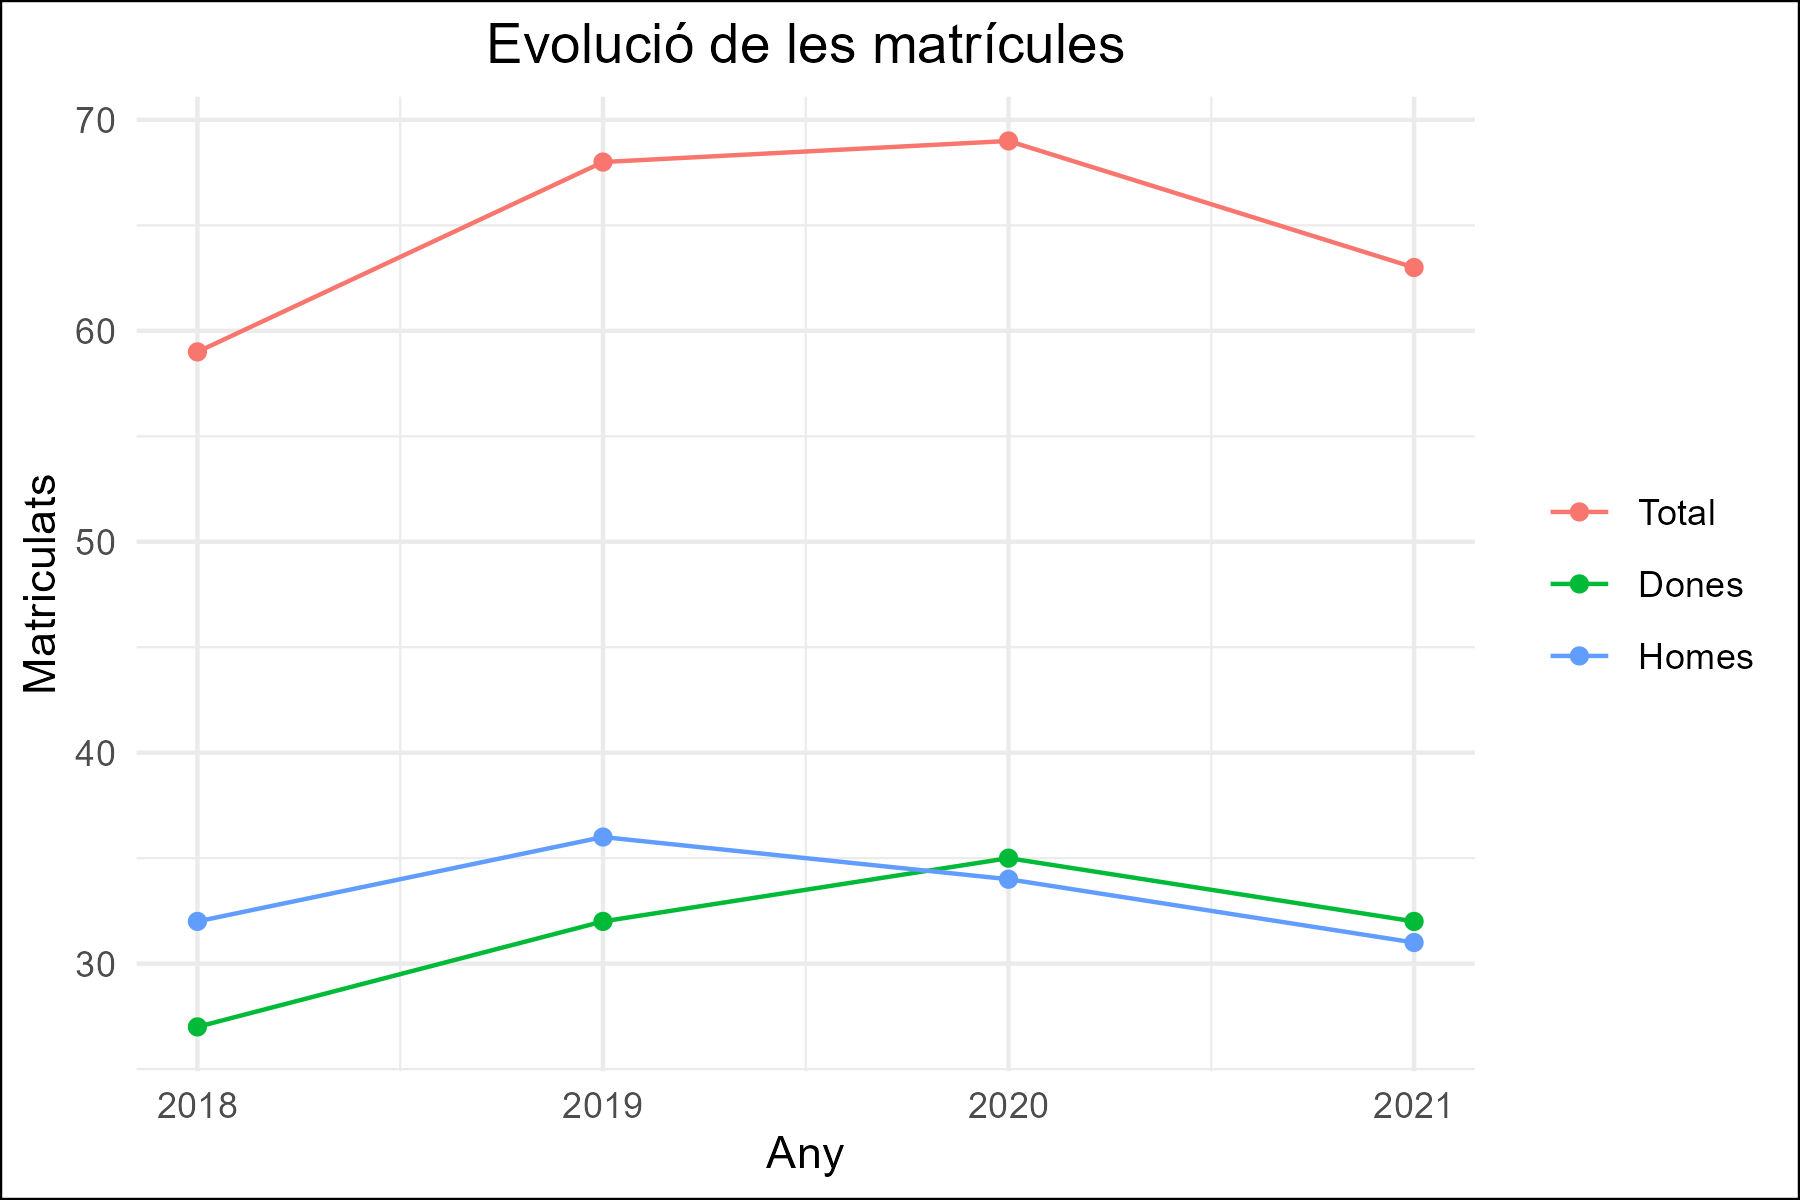 Evolució de les matrícules
70
60
50
40
30
Matriculats
2018 2019 2020 2021
Any
Total
Dones
Homes